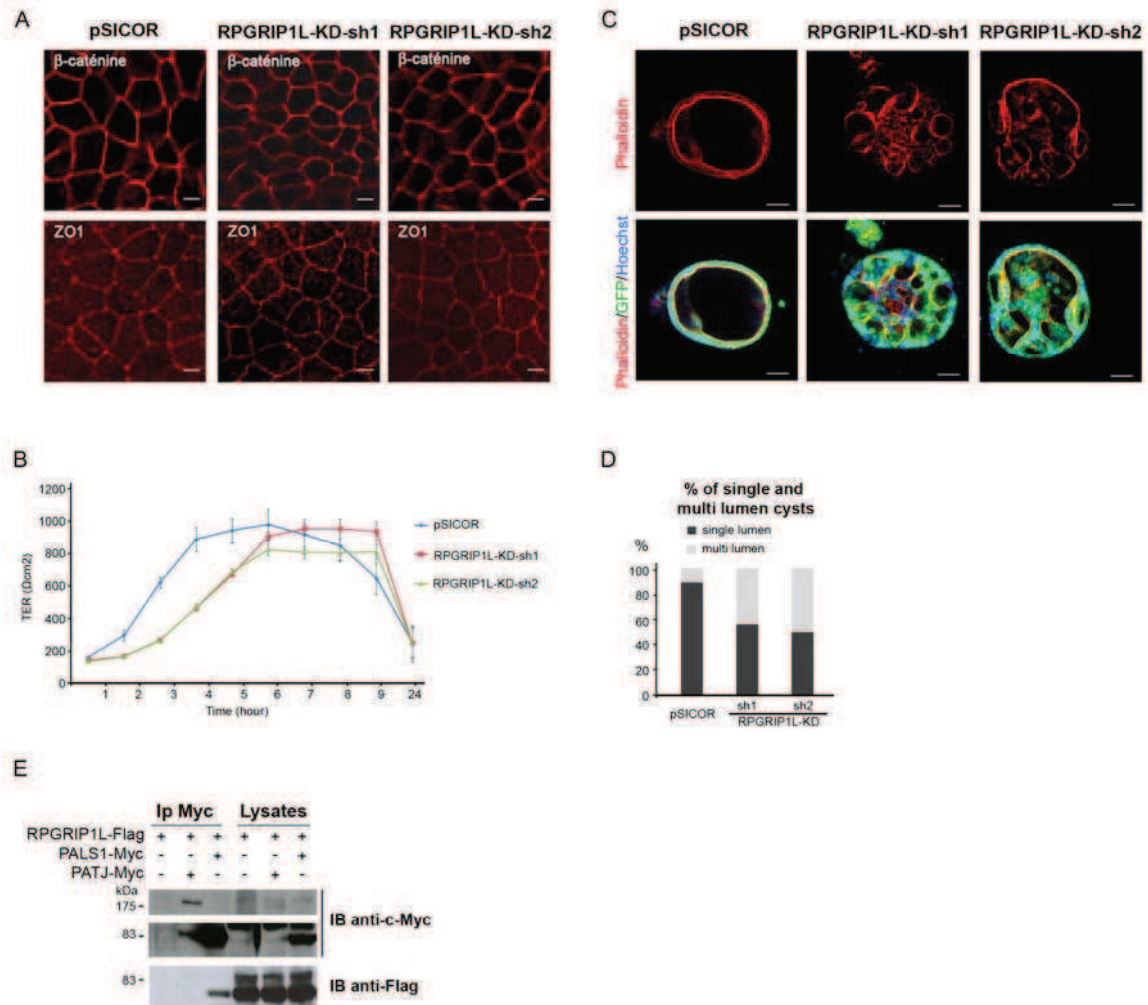 A
pSICOR RPGRIP1L-KD-sh1 RPGRIP1L-KD-sh2
β-caténine β-caténine β-caténine
ZO1 ZO1 ZO1
C
pSICOR RPGRIP1L-KD-sh1 RPGRIP1L-KD-sh2
Phalloidin
Phalloidin/GFP/Hoechst
B
1200
1000
800
600
400
200
0
TER (Ωcm2)
1 2 3 4 5 6 7 8 9 24
Time (hour)
pSICOR
RPGRIP1L-KD-sh1
RPGRIP1L-KD-sh2
D
% of single and
multi lumen cysts
single lumen
multi lumen
%
100
80
60
40
20
0
pSICOR
sh1 sh2
RPGRIP1L-KD
E
Ip Myc Lysates
RPGRIP1L-Flag + + + + + +
PALS1-Myc - - + - - +
PATJ-Myc - + - - + -
kDa
175
83
IB anti-c-Myc
83
IB anti-Flag